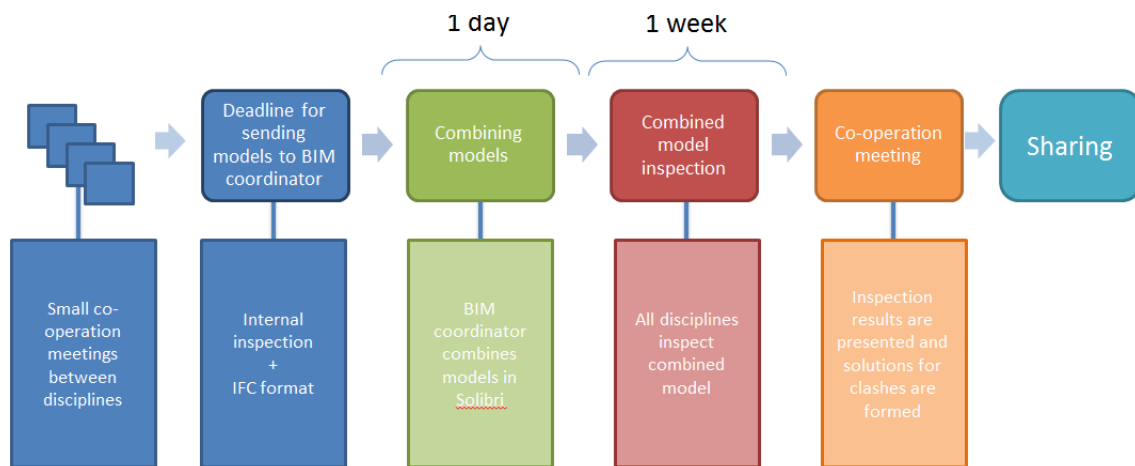 1 day
1 week
Deadline for
sending
models to BIM
coordinator
Combining
models
Combined
model
inspection
Co-operation
meeting
Sharing
Small co-
operation
meetings
between
disciplines
Internal
inspection
+
IFC format
BIM
coordinator
combines
models in
Solibri
All disciplines
inspect
combined
model
Inspection
results are
presented and
solutions for
clashes are
formed